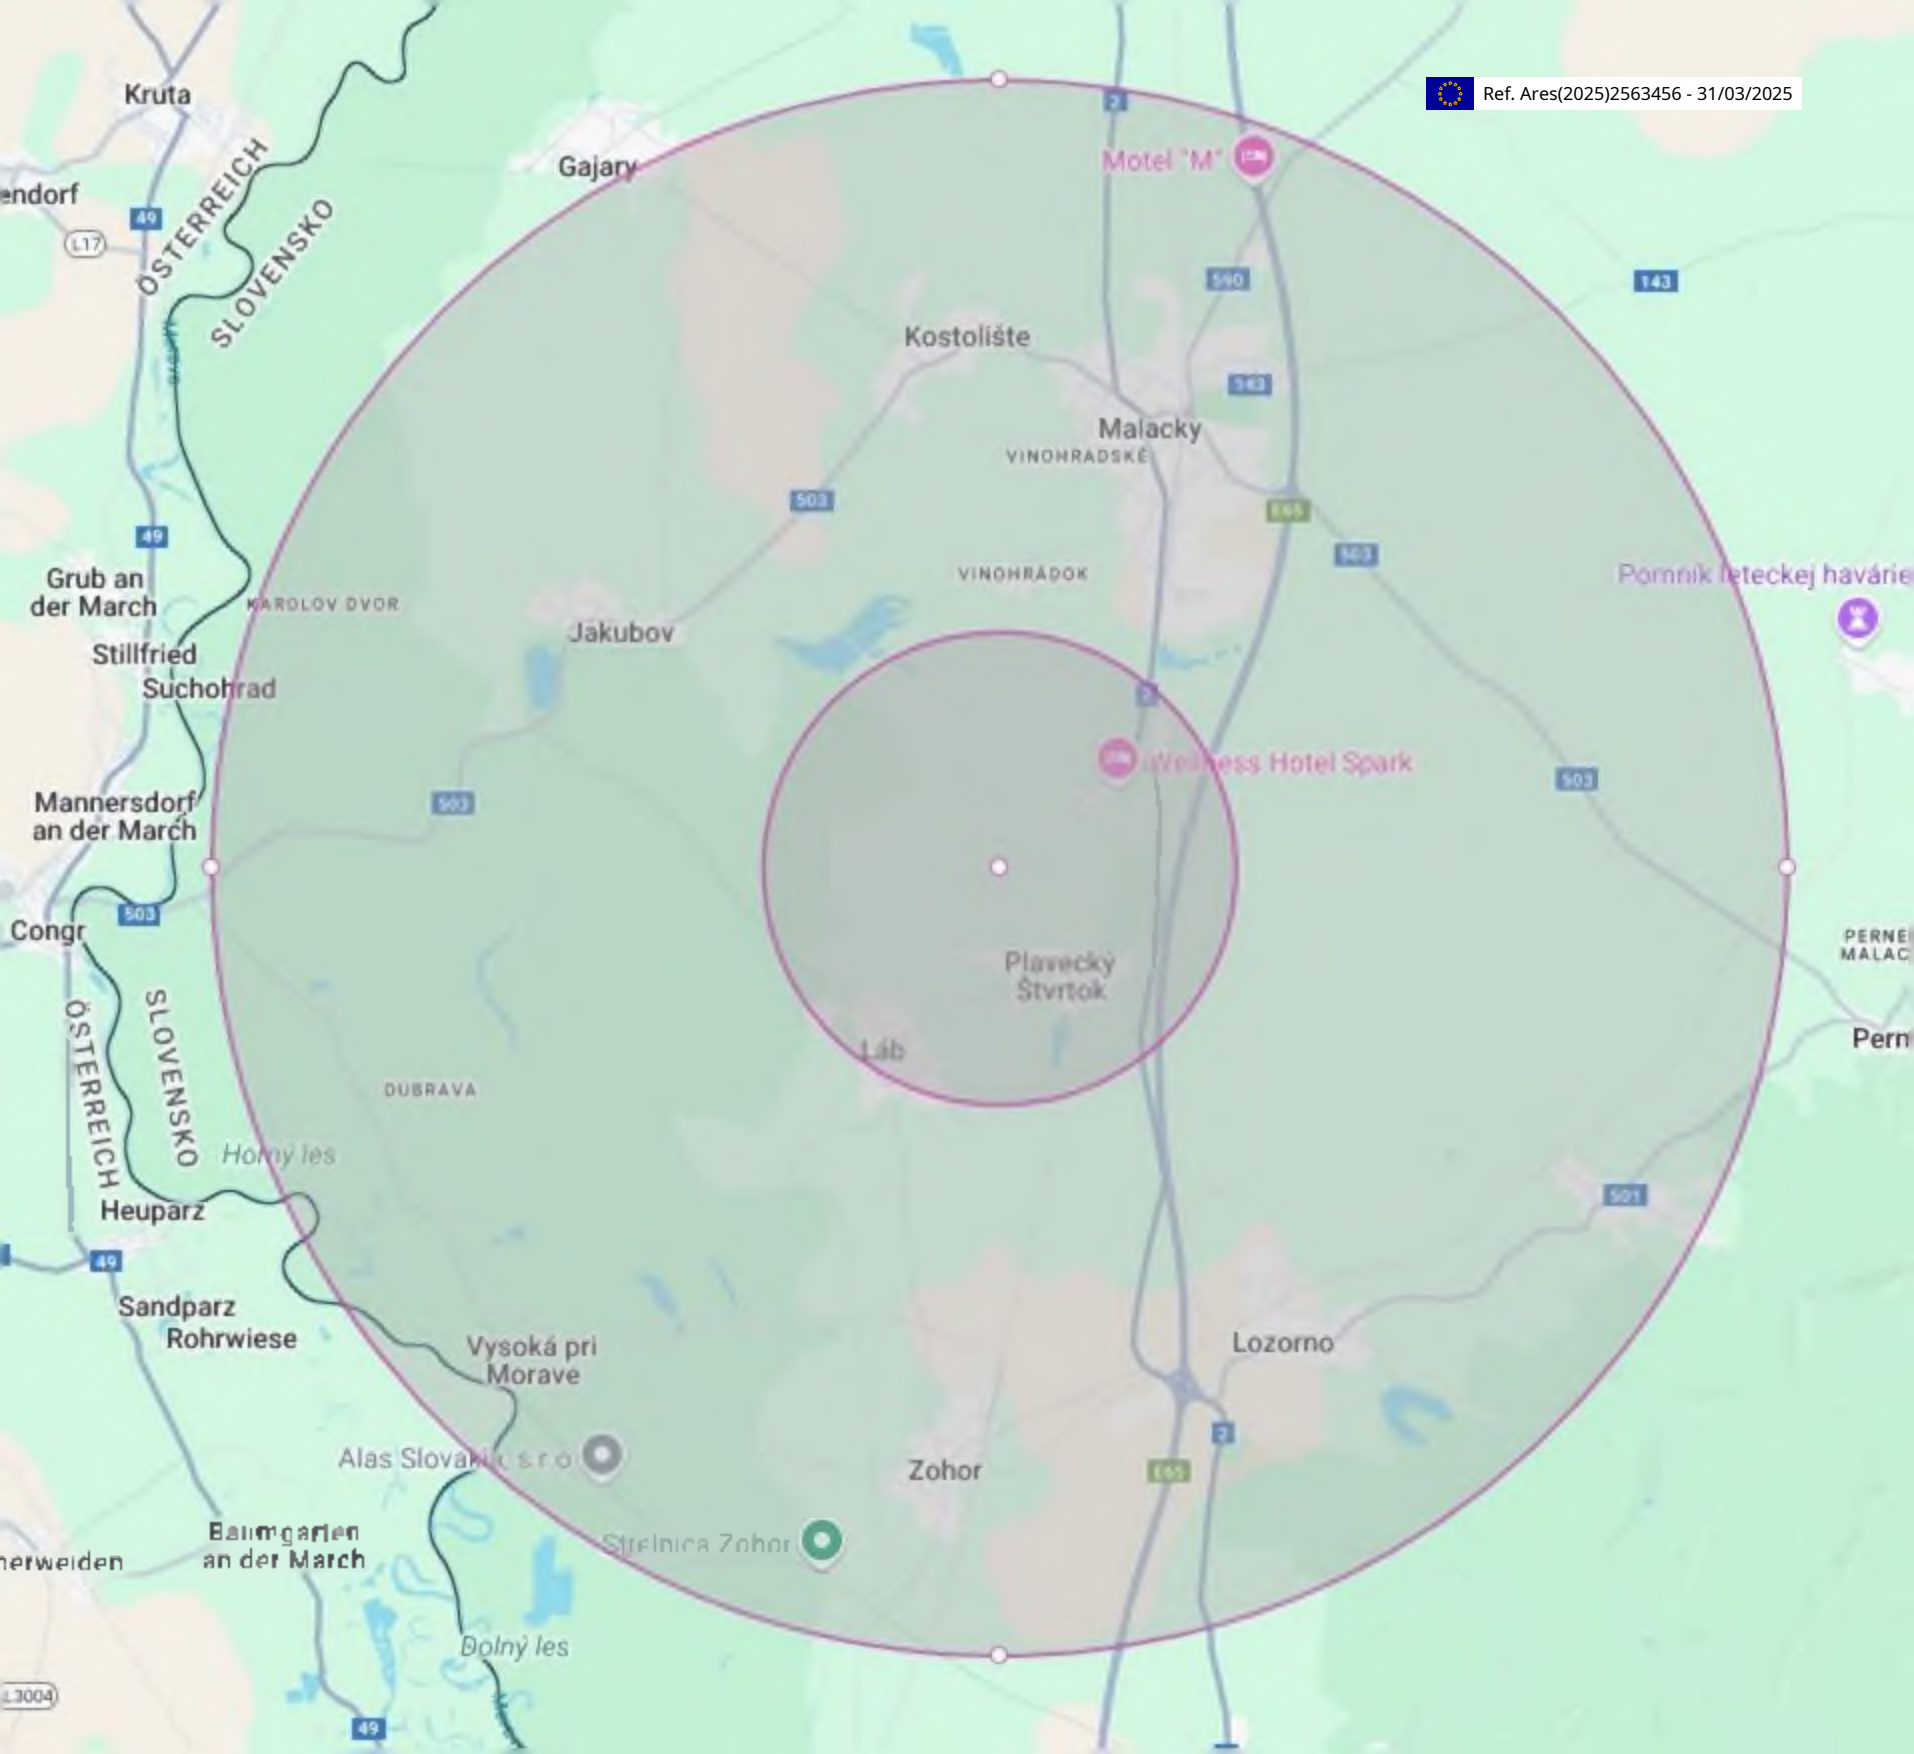 Kruta
Ref. Ares(2025)2563456 - 31/03/2025
2
Gajary
Motel "M"
endorf
49
L17
ÖSTERREICH
SLOVENSKO
590
143
Kostolište
143
Malacky
VINOHRADSKÉ
503
E65
49
503
VINOHRÁDOK
Pomník leteckej havárie
Grub an
der March
KAROLOV DVOR
Jakubov
Stillfried
Suchohrad
2
Wellness Hotel Spark
503
503
Mannersdorf
an der March
503
Congr
PERNE
MALAC
Plavecký
Štvrtok
ÖSTERREICH
SLOVENSKO
Láb
Pern
DÚBRAVA
Horný les
501
Heuparz
49
Sandparz
Rohrwiese
Vysoká pri
Morave
Lozorno
2
Alas Slovakia, s r o
Zohor
E65
Baumgarten
an der March
Strelnica Zohor
nerweiden
Dolný les
L3004
49